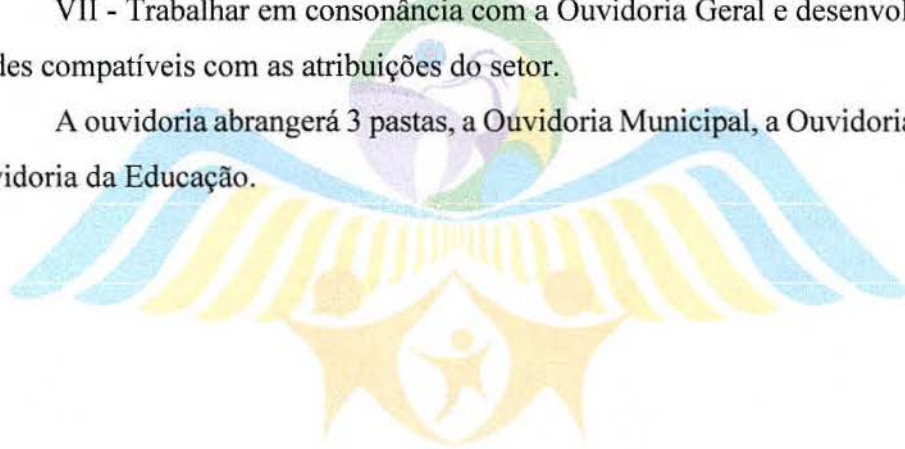 VII - Trabalhar em consonância com a Ouvidoria Geral e desenvol
des compatíveis com as atribuições do setor.
A ouvidoria abrangerá 3 pastas, a Ouvidoria Municipal, a Ouvidoria
vidoria da Educação.